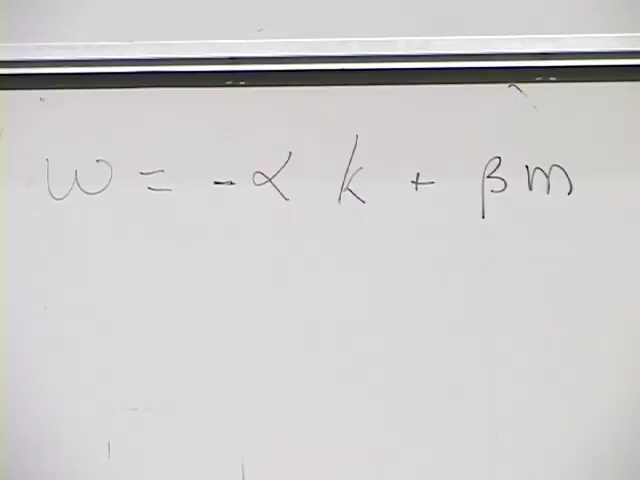 ω = -α k + β m